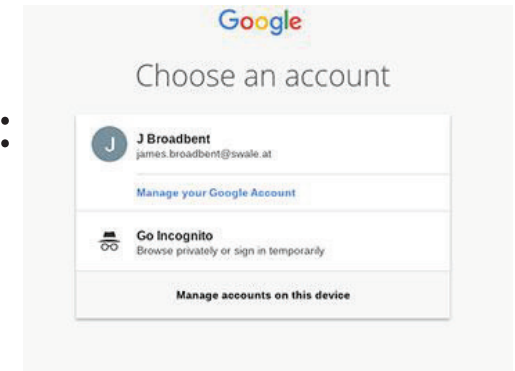 Google
Choose an account
J
J Broadbent
james.broadbent@swale.at
Manage your Google Account
Go Incognito
Browse privately or sign in temporarily
Manage accounts on this device